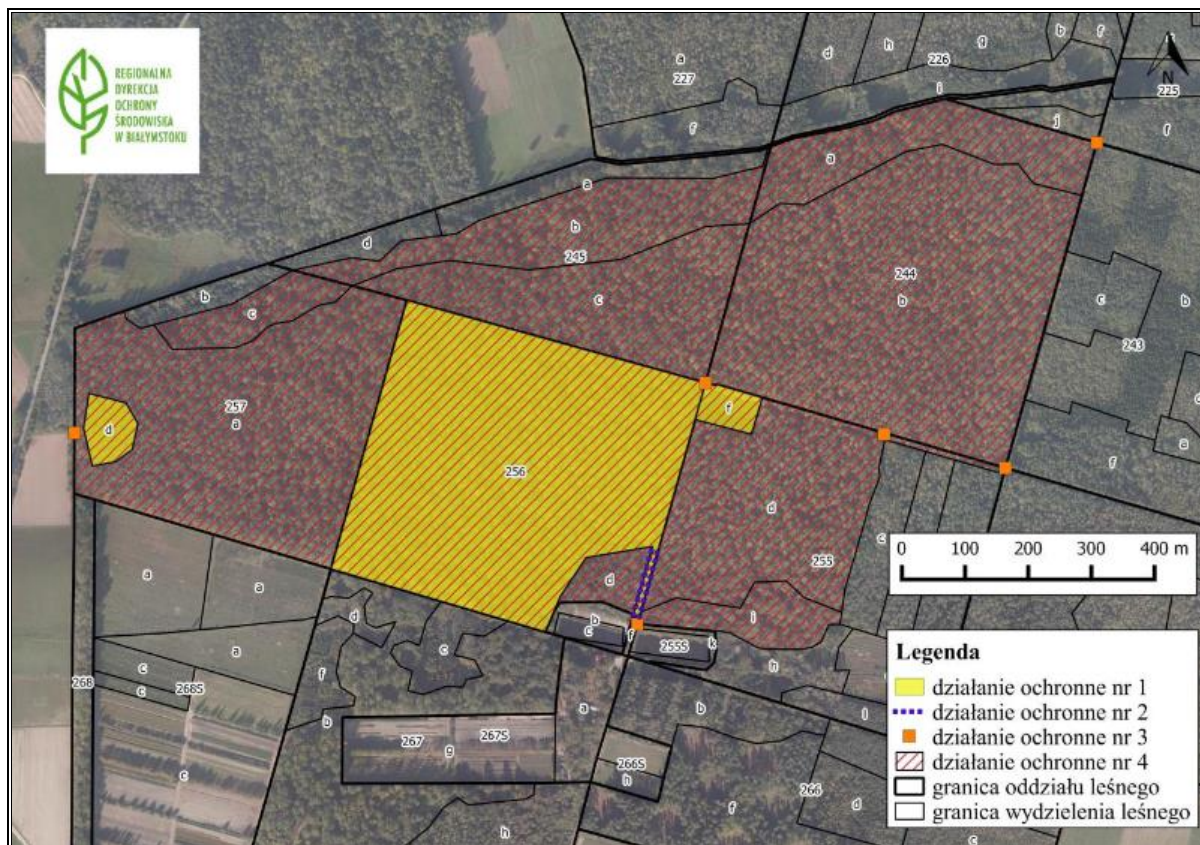 REGIONALNA
DYREKCJA
OCHRONY
ŚRODOWISKA
W BIAŁYMSTOKU
a
227
f
d
h
g
b
f
226
i
N
225
f
j
a
a
b
d
245
b
c
c
244
b
c
b
243
f
a
257
a
d
256
f
d
255
c
d
i
b
c
f
255S
k
h
l
a
a
a
c
c
268
268S
c
d
f
c
b
267
267S
g
a
b
266S
h
f
266
d
h
c
0 100 200 300 400 m
Legenda
działanie ochronne nr 1
działanie ochronne nr 2
działanie ochronne nr 3
działanie ochronne nr 4
granica oddziału leśnego
granica wydzielenia leśnego